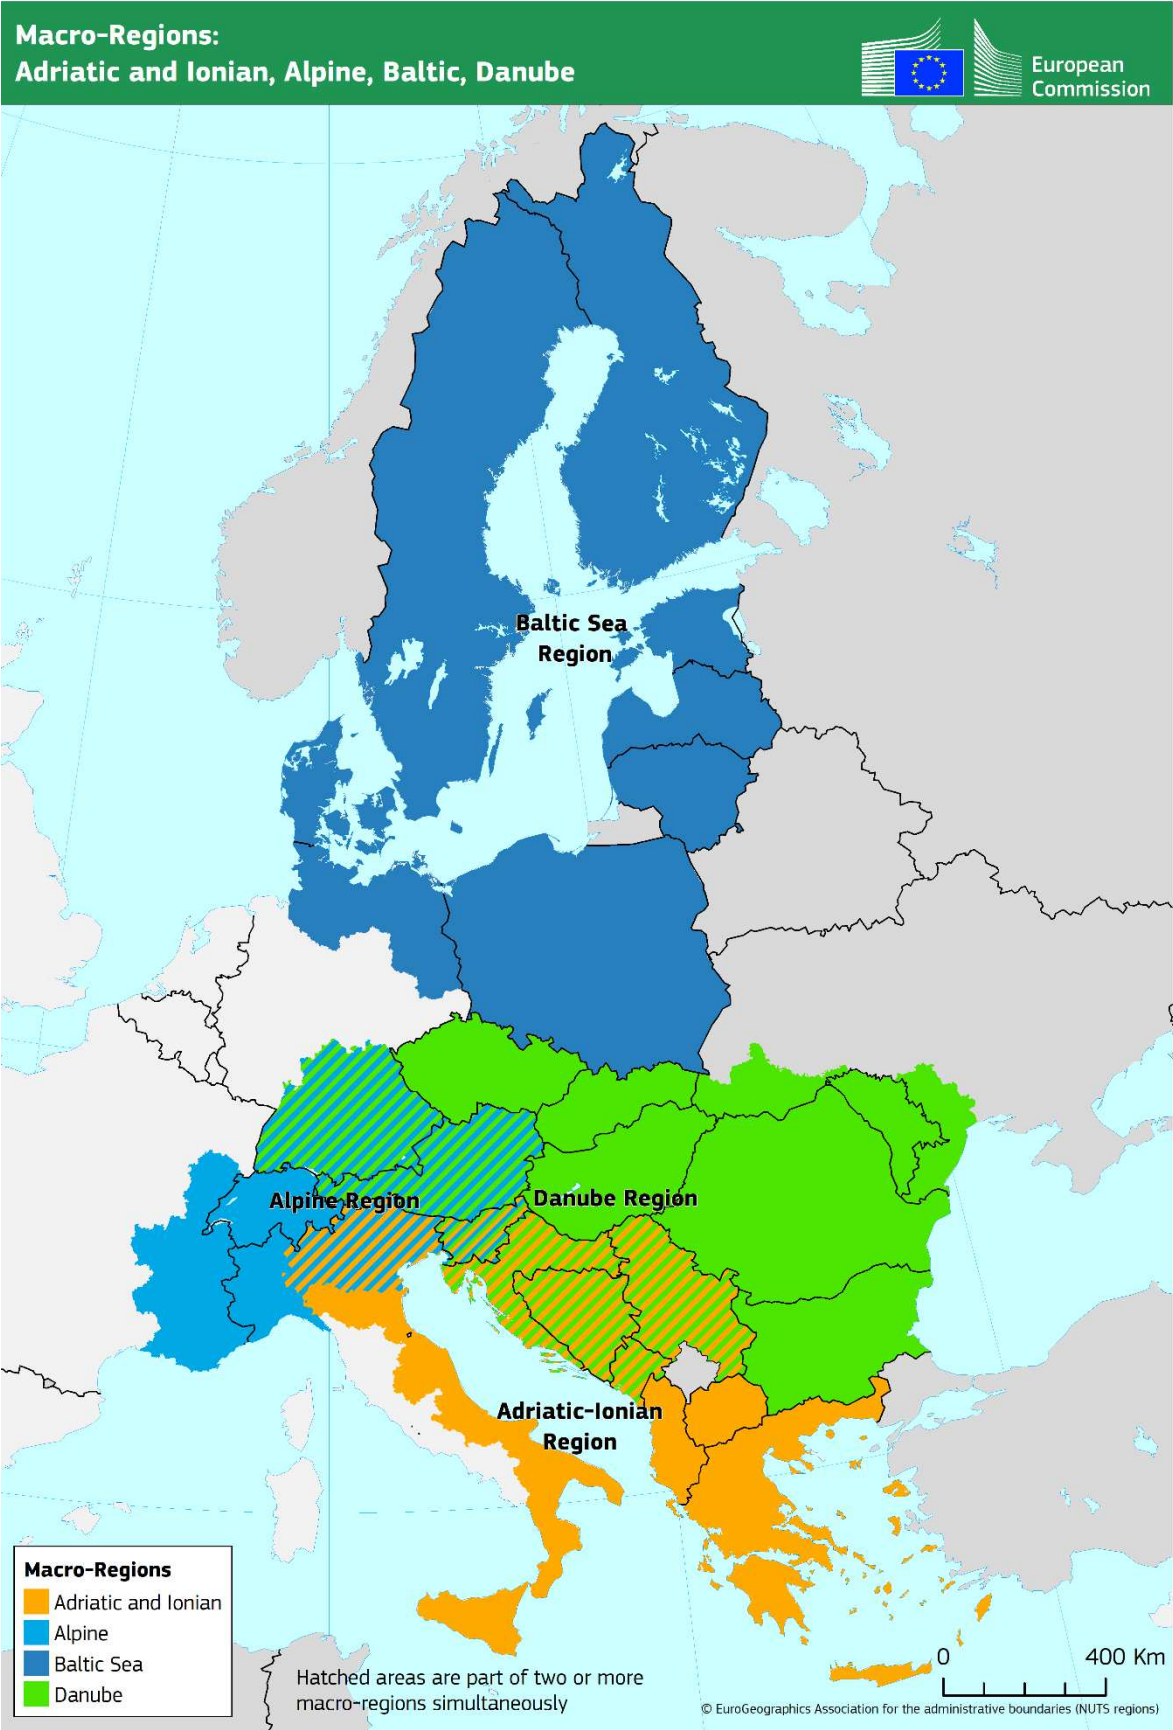 Macro-Regions:
Adriatic and Ionian, Alpine, Baltic, Danube
European
Commission
Baltic Sea
Region
Alpine Region
Danube Region
Adriatic-Ionian
Region
Macro-Regions
Adriatic and Ionian
Alpine
Baltic Sea
Danube
Hatched areas are part of two or more
macro-regions simultaneously
0 400 Km
© EuroGeographics Association for the administrative boundaries (NUTS regions)